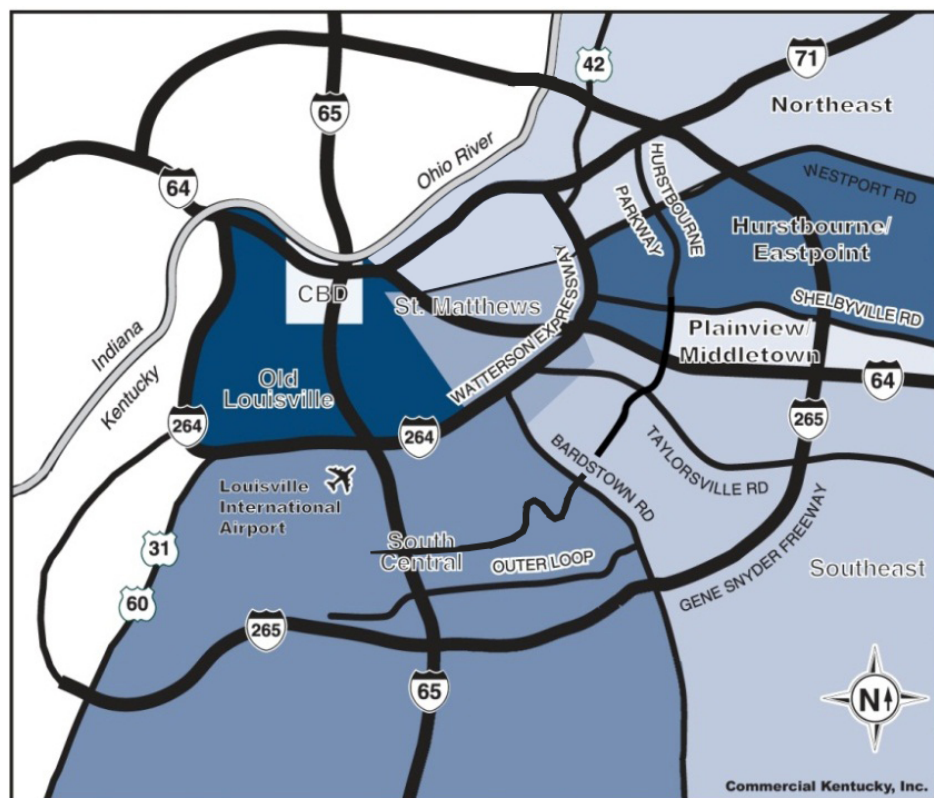 42
71
65
Northeast
Ohio River
HURSTBOURNE
PARKWAY
WESTPORT RD
64
Hurstbourne/
Eastpoint
CBD
St. Matthews
WATTERSON EXPRESSWAY
SHELBYVILLE RD
Indiana
Kentucky
Plainview/
Middletown
Old
Louisville
64
264
264
265
BARDSTOWN RD
TAYLORSVILLE RD
Louisville
International
Airport
31
South
Central
OUTER LOOP
GENE SNYDER FREEWAY
Southeast
60
265
65
N
Commercial Kentucky, Inc.